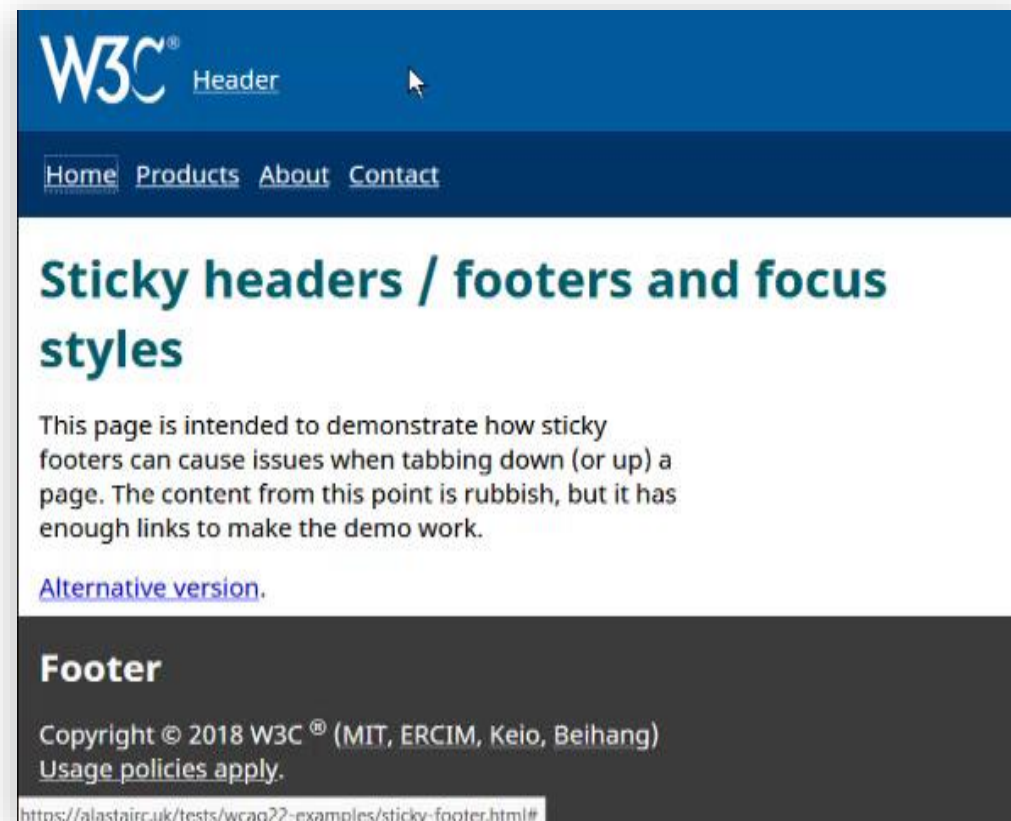 W3C® Header
Home Products About Contact
Sticky headers / footers and focus
styles
This page is intended to demonstrate how sticky
footers can cause issues when tabbing down (or up) a
page. The content from this point is rubbish, but it has
enough links to make the demo work.
Alternative version.
Footer
Copyright © 2018 W3C ® (MIT, ERCIM, Keio, Beihang)
Usage policies apply.
https://alastairc.uk/tests/wcag22-examples/sticky-footer.html#